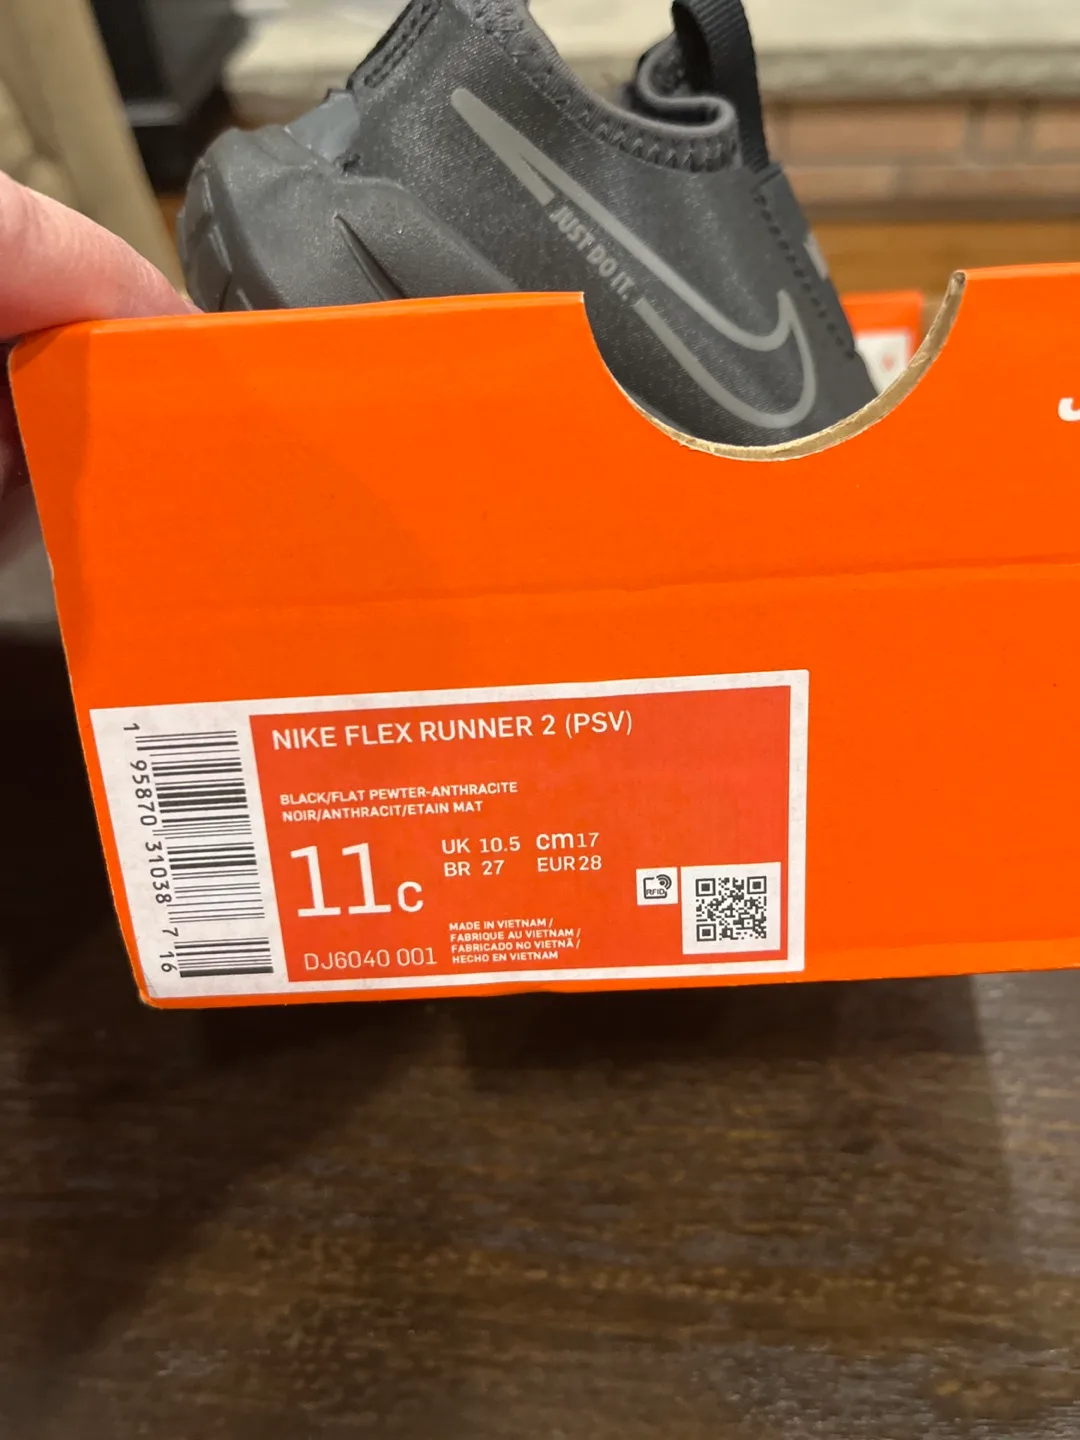 JUST DO IT.
NIKE FLEX RUNNER 2 (PSV)
BLACK/FLAT PEWTER-ANTHRACITE
NOIR/ANTHRACIT/ETAIN MAT
11C
UK 10.5 cm17
BR 27 EUR 28
MADE IN VIETNAM /
FABRIQUE AU VIETNAM /
FABRICADO NO VIETNÃ /
HECHO EN VIETNAM
DJ6040 001
RFID
1 95870 31038 7 16